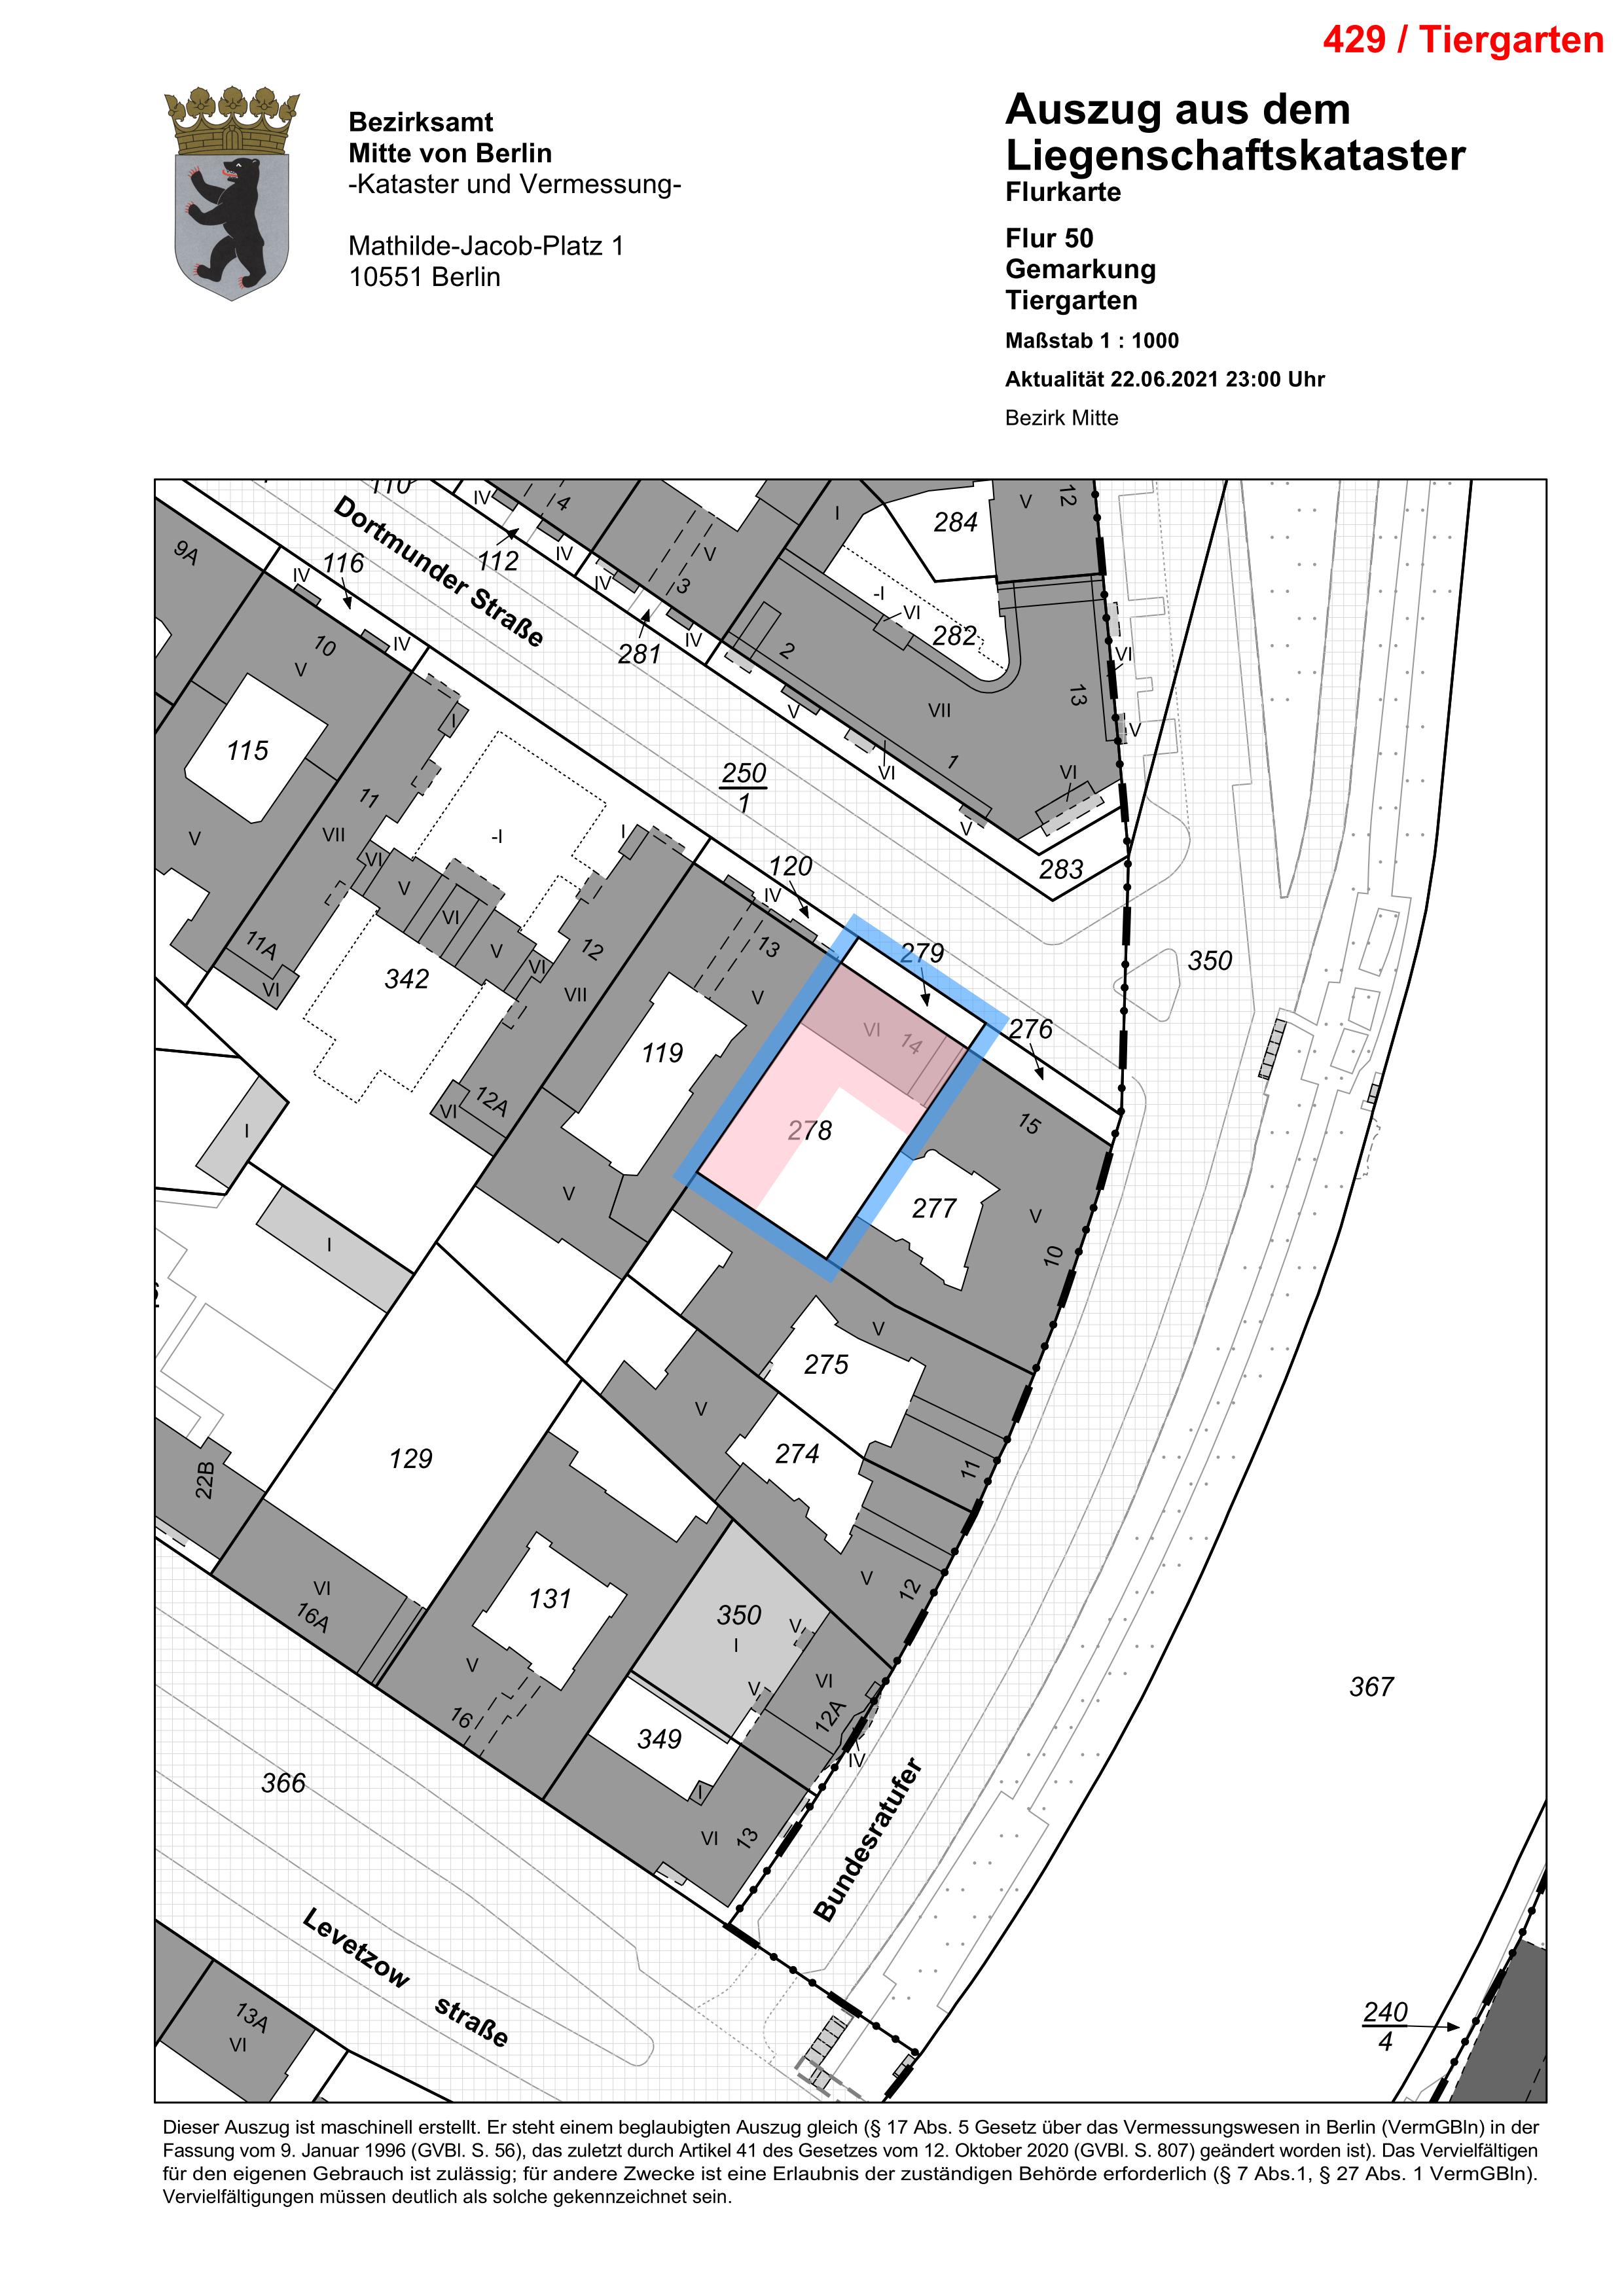 429 / Tiergarten
Bezirksamt
Mitte von Berlin
-Kataster und Vermessung-
Mathilde-Jacob-Platz 1
10551 Berlin
Auszug aus dem
Liegenschaftskataster
Flurkarte
Flur 50
Gemarkung
Tiergarten
Maßstab 1 : 1000
Aktualität 22.06.2021 23:00 Uhr
Bezirk Mitte
110
IV
4
V
12
I
284
9A
Dortmunder Straße
112
IV
116
IV
IV
3
V
-I
VI
282
10
V
IV
281
IV
2
VI
13
V
VII
V
I
115
250
1
VI
1
VI
V
11
VII
V
-I
I
283
VI
V
120
IV
VI
V
13
279
350
11A
VI
342
VI
12
VII
V
VI
14
276
119
12A
VI
278
15
I
V
277
V
10
I
V
275
V
274
129
11
22B
V
12
VI
16A
131
350
I
V
V
VI
12A
V
16
349
IV
367
I
366
VI
13
Bundesratufer
Levetzow straße
13A
VI
240
4
Dieser Auszug ist maschinell erstellt. Er steht einem beglaubigten Auszug gleich (§ 17 Abs. 5 Gesetz über das Vermessungswesen in Berlin (VermGBln) in der
Fassung vom 9. Januar 1996 (GVBl. S. 56), das zuletzt durch Artikel 41 des Gesetzes vom 12. Oktober 2020 (GVBl. S. 807) geändert worden ist). Das Vervielfältigen
für den eigenen Gebrauch ist zulässig; für andere Zwecke ist eine Erlaubnis der zuständigen Behörde erforderlich (§ 7 Abs.1, § 27 Abs. 1 VermGBln).
Vervielfältigungen müssen deutlich als solche gekennzeichnet sein.